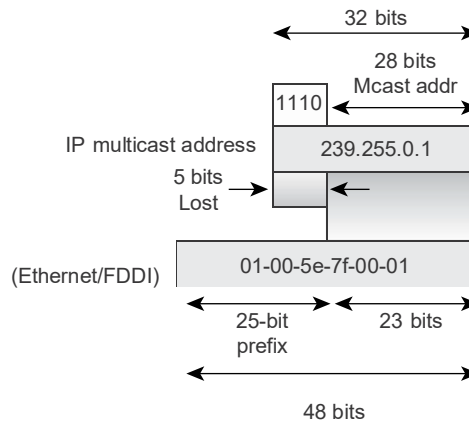 32 bits
28 bits
Mcast addr
1110
IP multicast address
239.255.0.1
5 bits
Lost
(Ethernet/FDDI)
01-00-5e-7f-00-01
25-bit
prefix
23 bits
48 bits